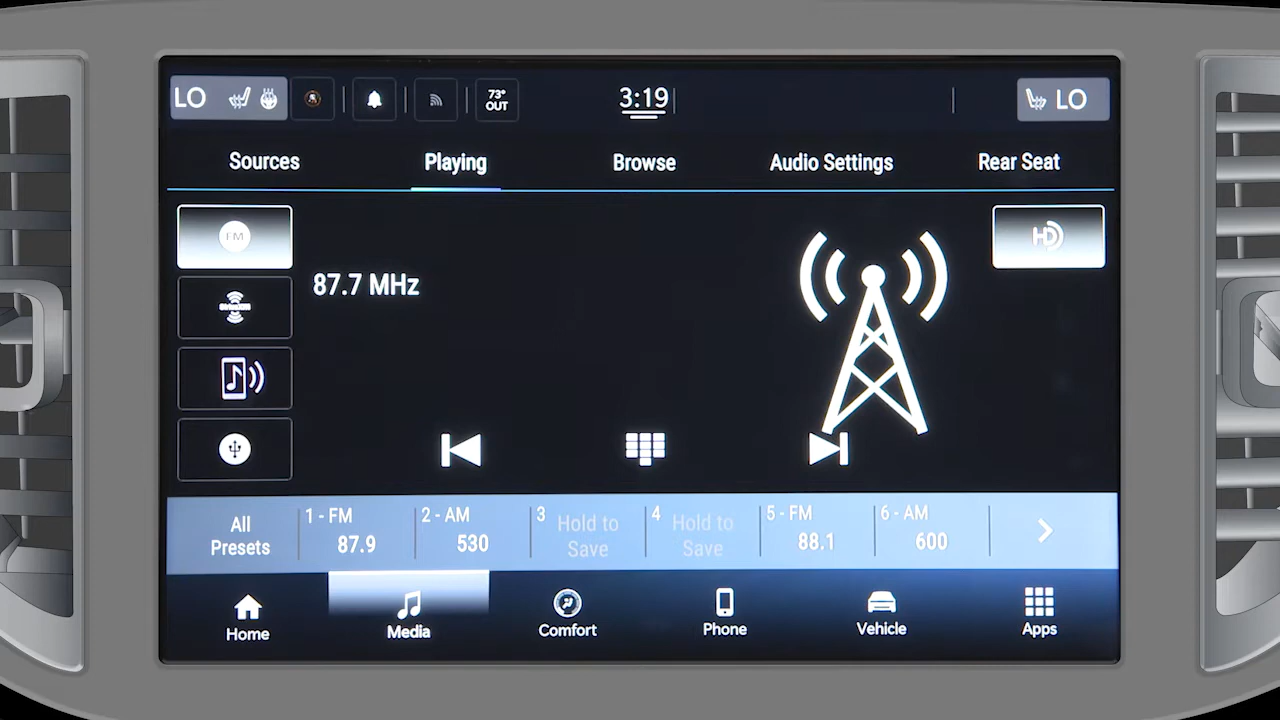 LO
73°
OUT
3:19
LO
Sources
Playing
Browse
Audio Settings
Rear Seat
FM
HD
87.7 MHz
All
Presets
1 - FM
87.9
2 - AM
530
3
Hold to
Save
4
Hold to
Save
5 - FM
88.1
6 - AM
600
Home
Media
Comfort
Phone
Vehicle
Apps